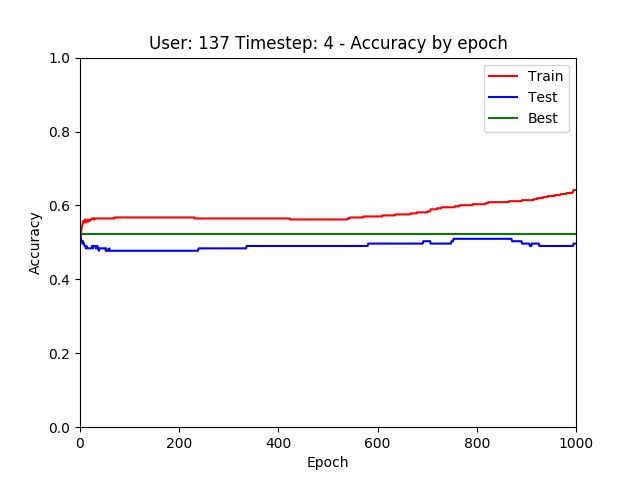 User: 137 Timestep: 4 - Accuracy by epoch
1.0
Train
Test
Best
0.8
0.6
Accuracy
0.4
0.2
0.0
0 200 400 600 800 1000
Epoch